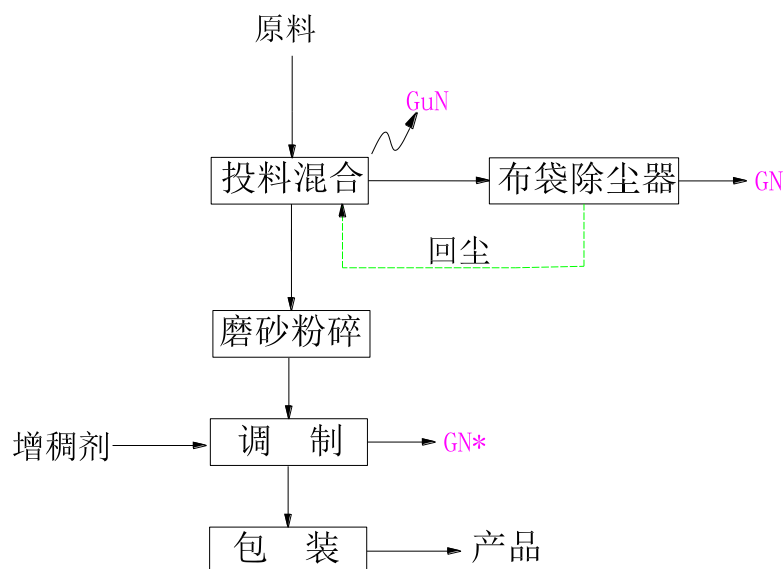 原料
GuN
投料混合
布袋除尘器
GN
回尘
磨砂粉碎
增稠剂
调 制
GN*
包 装
产品